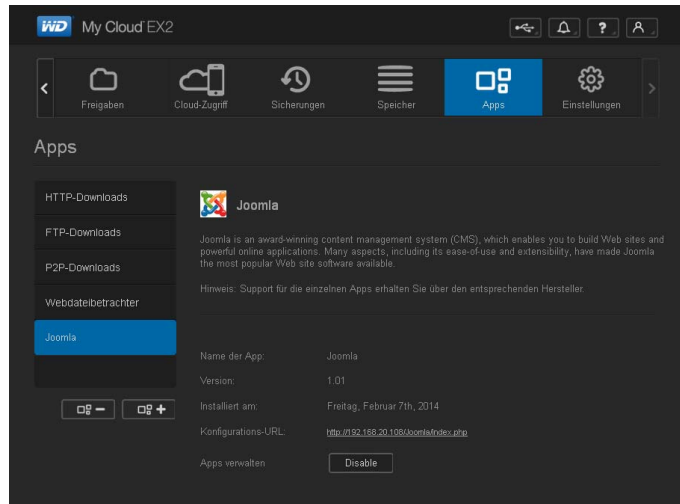 WD My Cloud EX2
Freigaben
Cloud-Zugriff
Sicherungen
Speicher
Apps
Einstellungen
Apps
HTTP-Downloads
FTP-Downloads
P2P-Downloads
Webdateibetrachter
Joomla
Joomla
Joomla is an award-winning content management system (CMS), which enables you to build Web sites and
powerful online applications. Many aspects, including its ease-of-use and extensibility, have made Joomla
the most popular Web site software available.
Hinweis: Support für die einzelnen Apps erhalten Sie über den entsprechenden Hersteller.
Name der App: Joomla
Version: 1.01
Installiert am: Freitag, Februar 7th, 2014
Konfigurations-URL: http://192.168.20.108/Joomla/index.php
Apps verwalten Disable